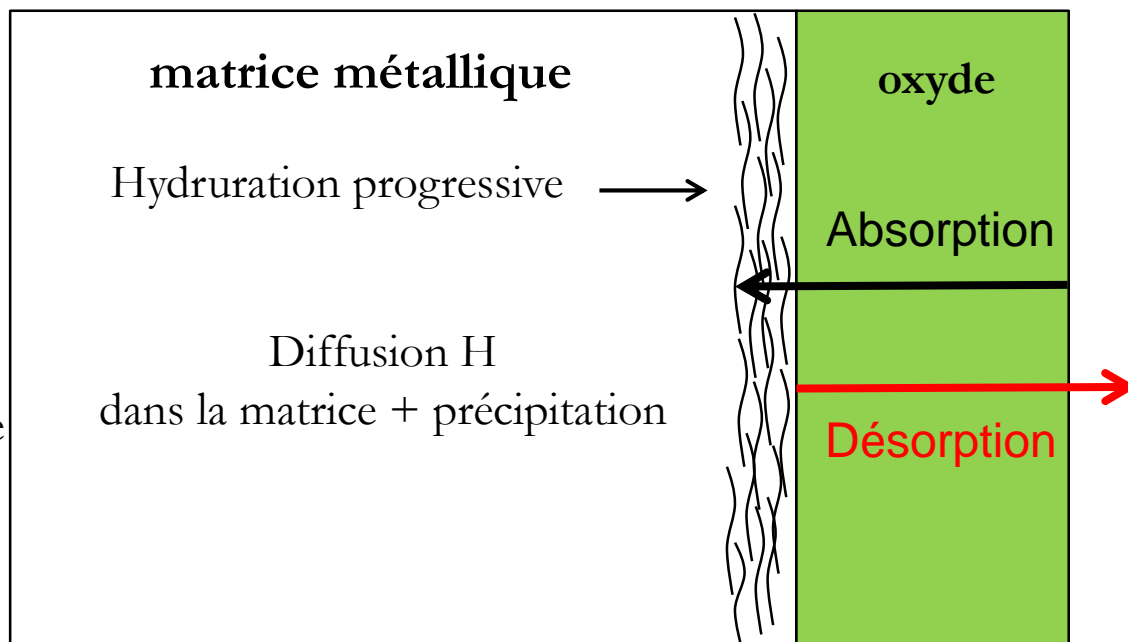 matrice métallique
oxyde
Hydruration progressive
Absorption
Diffusion H
dans la matrice + précipitation
e
Désorption